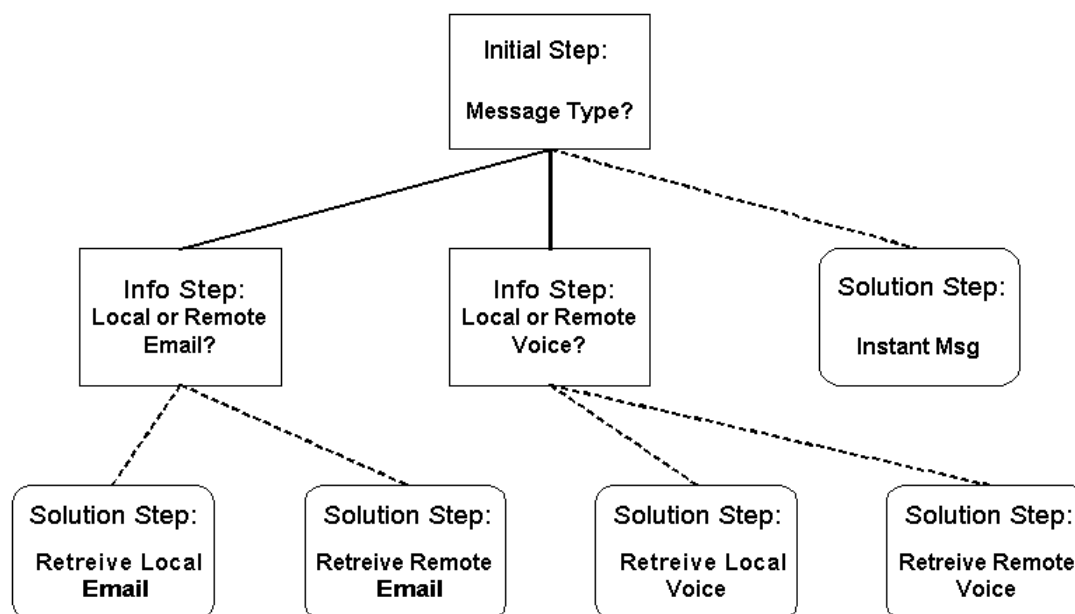 Initial Step:
Message Type?
Info Step:
Local or Remote
Email?
Info Step:
Local or Remote
Voice?
Solution Step:
Instant Msg
Solution Step:
Retreive Local
Email
Solution Step:
Retreive Remote
Email
Solution Step:
Retreive Local
Voice
Solution Step:
Retreive Remote
Voice